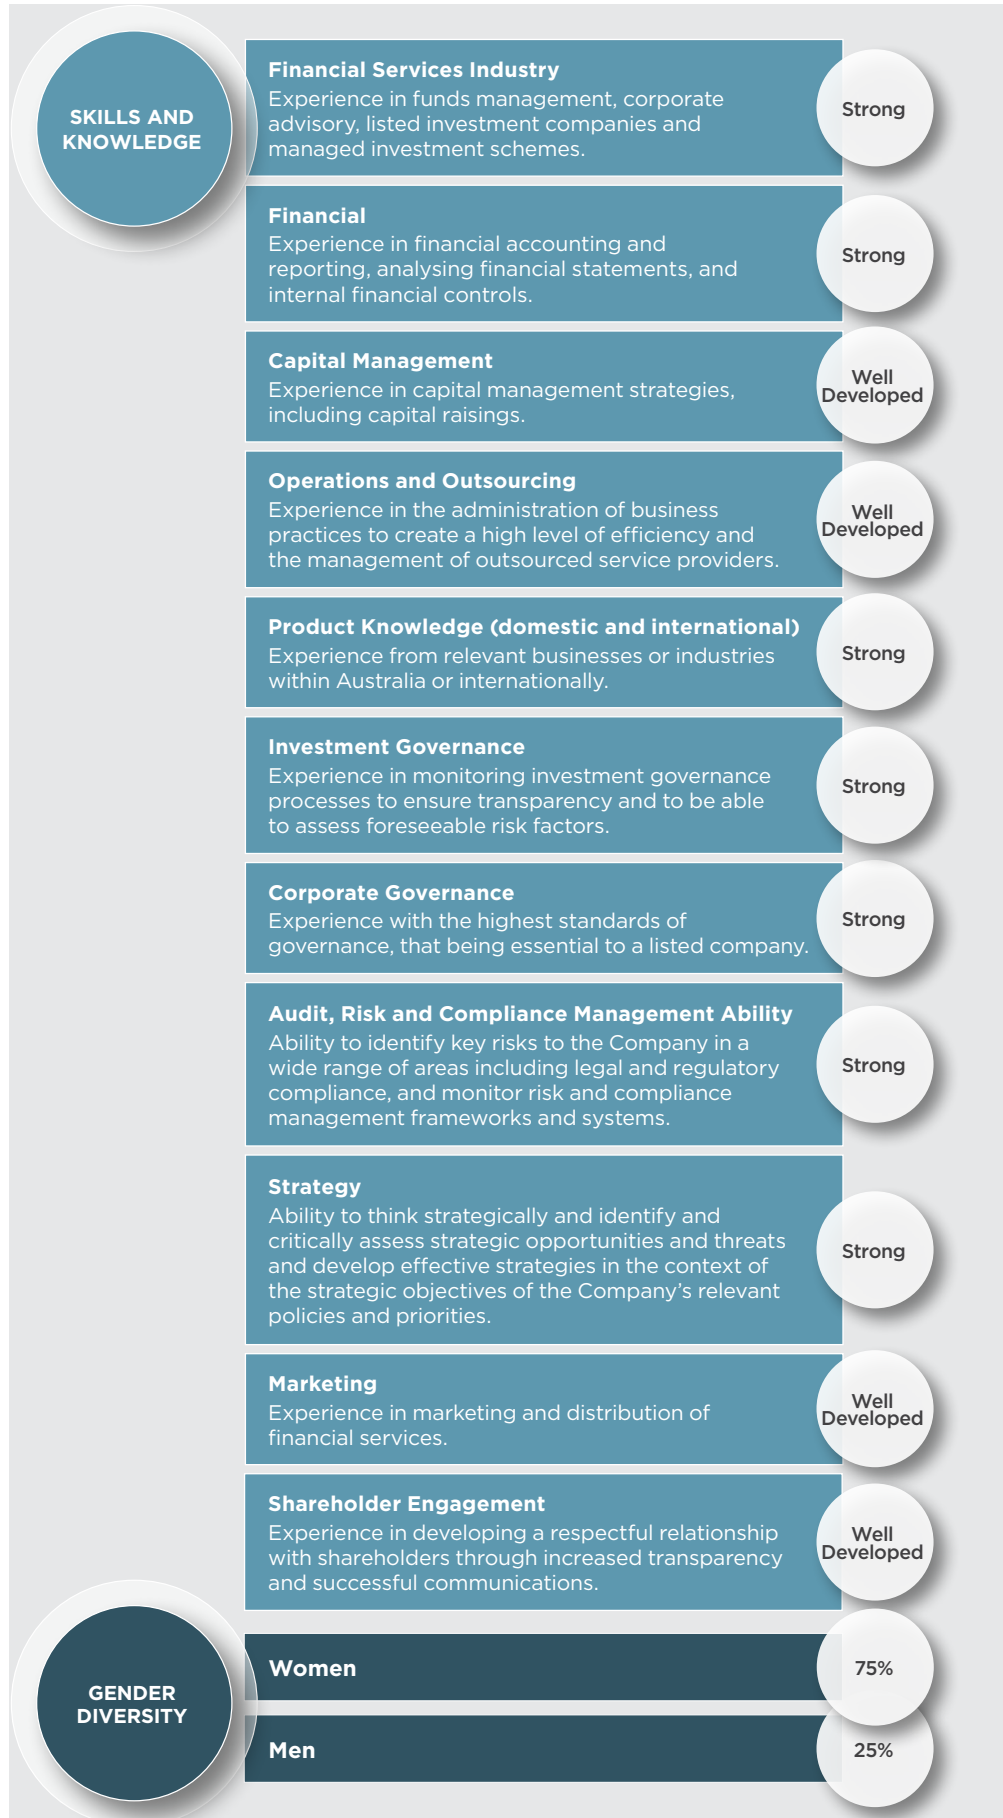 SKILLS AND
KNOWLEDGE
Financial Services Industry
Experience in funds management, corporate
advisory, listed investment companies and
managed investment schemes.
Strong
Financial
Experience in financial accounting and
reporting, analysing financial statements, and
internal financial controls.
Strong
Capital Management
Experience in capital management strategies,
including capital raisings.
Well
Developed
Operations and Outsourcing
Experience in the administration of business
practices to create a high level of efficiency and
the management of outsourced service providers.
Well
Developed
Product Knowledge (domestic and international)
Experience from relevant businesses or industries
within Australia or internationally.
Strong
Investment Governance
Experience in monitoring investment governance
processes to ensure transparency and to be able
to assess foreseeable risk factors.
Strong
Corporate Governance
Experience with the highest standards of
governance, that being essential to a listed company.
Strong
Audit, Risk and Compliance Management Ability
Ability to identify key risks to the Company in a
wide range of areas including legal and regulatory
compliance, and monitor risk and compliance
management frameworks and systems.
Strong
Strategy
Ability to think strategically and identify and
critically assess strategic opportunities and threats
and develop effective strategies in the context of
the strategic objectives of the Company’s relevant
policies and priorities.
Strong
Marketing
Experience in marketing and distribution of
financial services.
Well
Developed
Shareholder Engagement
Experience in developing a respectful relationship
with shareholders through increased transparency
and successful communications.
Well
Developed
GENDER
DIVERSITY
Women
75%
Men
25%